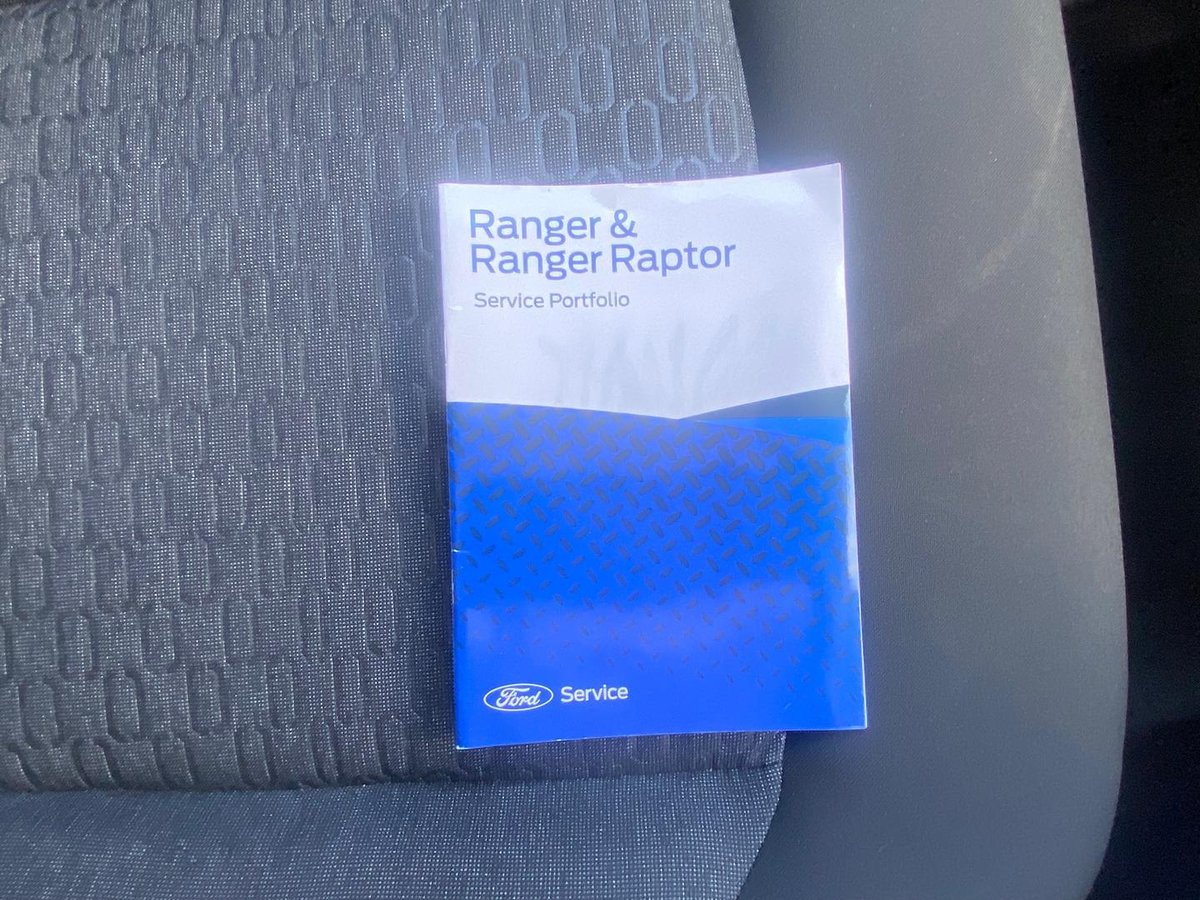 Ranger &
Ranger Raptor
Service Portfolio
Ford Service